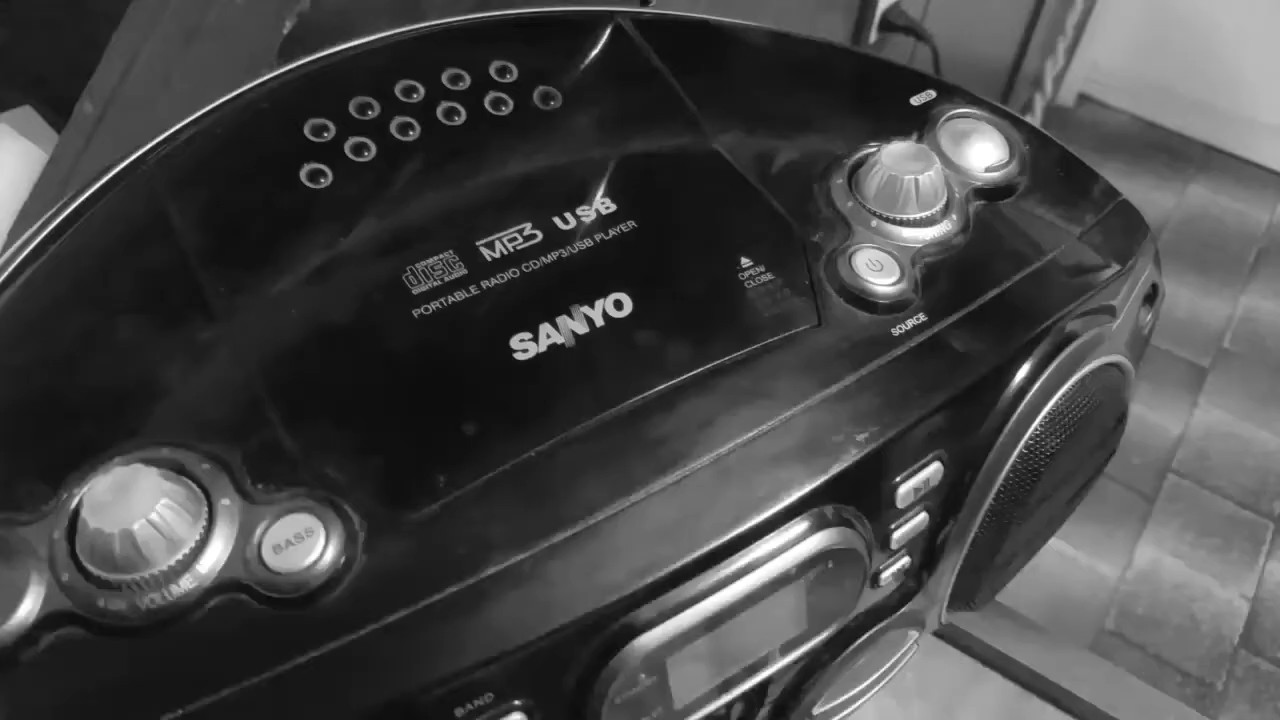 USB
COMPACT
disc
DIGITAL AUDIO
MP3
USB
PORTABLE RADIO CD/MP3/USB PLAYER
SANYO
OPEN/
CLOSE
TUNING
SOURCE
BASS
VOLUME
BAND